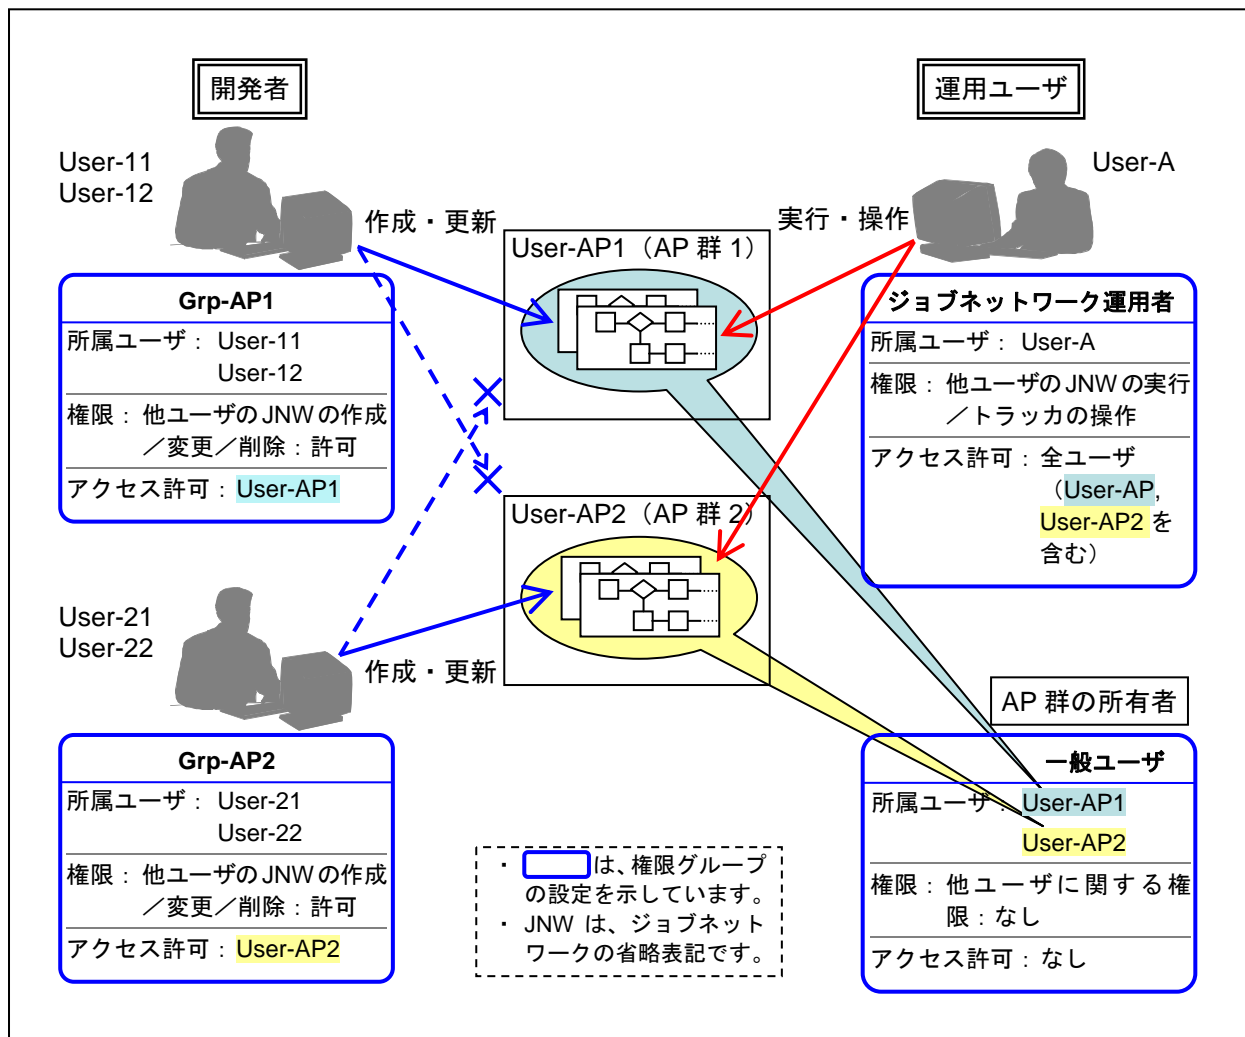 開発者
User-11
User-12
作成・更新
Grp-AP1
所属ユーザ： User-11
User-12
権限：他ユーザのJNWの作成
／変更／削除：許可
アクセス許可：User-AP1
User-21
User-22
作成・更新
Grp-AP2
所属ユーザ： User-21
User-22
権限：他ユーザのJNWの作成
／変更／削除：許可
アクセス許可：User-AP2
User-AP1（AP 群 1）
User-AP2（AP 群 2）
運用ユーザ
User-A
実行・操作
ジョブネットワーク運用者
所属ユーザ： User-A
権限：他ユーザのJNWの実行
／トラッカの操作
アクセス許可：全ユーザ
（User-AP,
User-AP2 を
含む）
AP 群の所有者
一般ユーザ
所属ユーザ： User-AP1
User-AP2
権限：他ユーザに関する権
限：なし
アクセス許可：なし
・ は、権限グループ
の設定を示しています。
・ JNW は、ジョブネット
ワークの省略表記です。